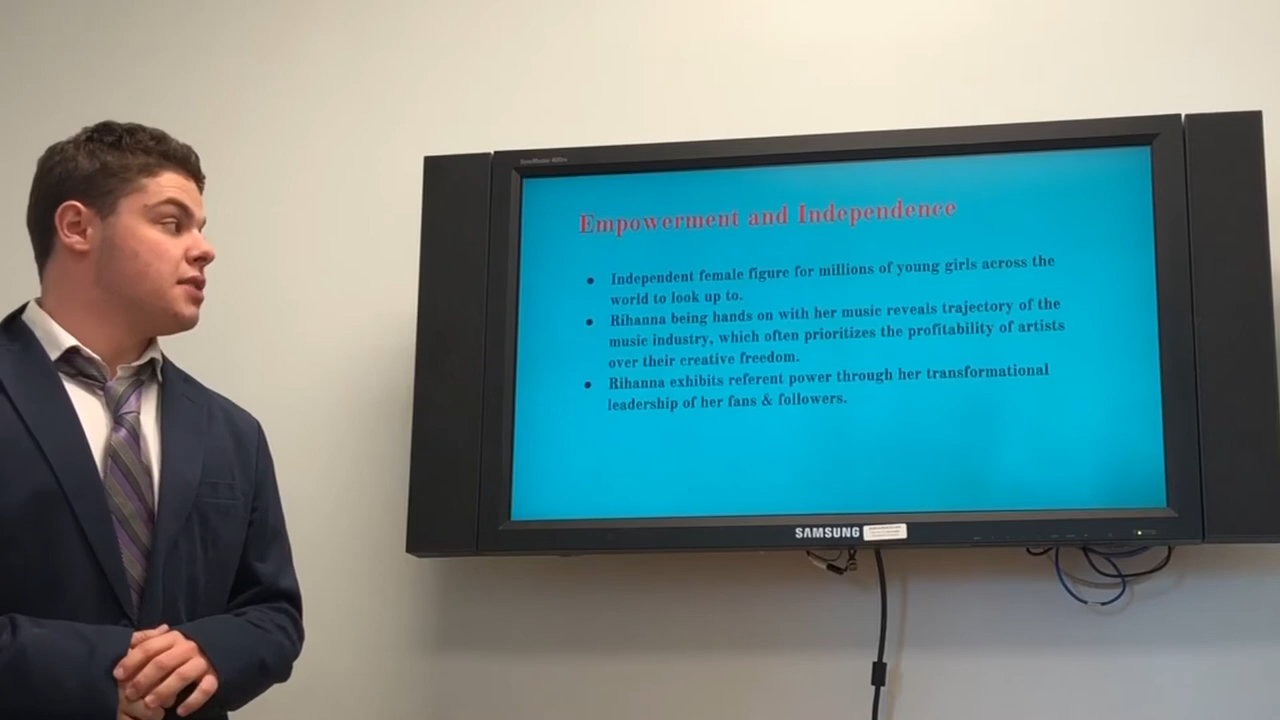 Empowerment and Independence
● Independent female figure for millions of young girls across the
world to look up to.
● Rihanna being hands on with her music reveals trajectory of the
music industry, which often prioritizes the profitability of artists
over their creative freedom.
● Rihanna exhibits referent power through her transformational
leadership of her fans & followers.
SAMSUNG